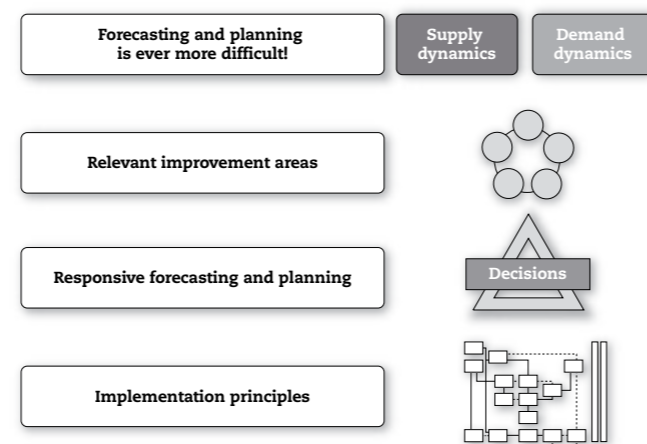 Forecasting and planning
is ever more difficult!
Supply
dynamics
Demand
dynamics
Relevant improvement areas
Responsive forecasting and planning
Decisions
Implementation principles